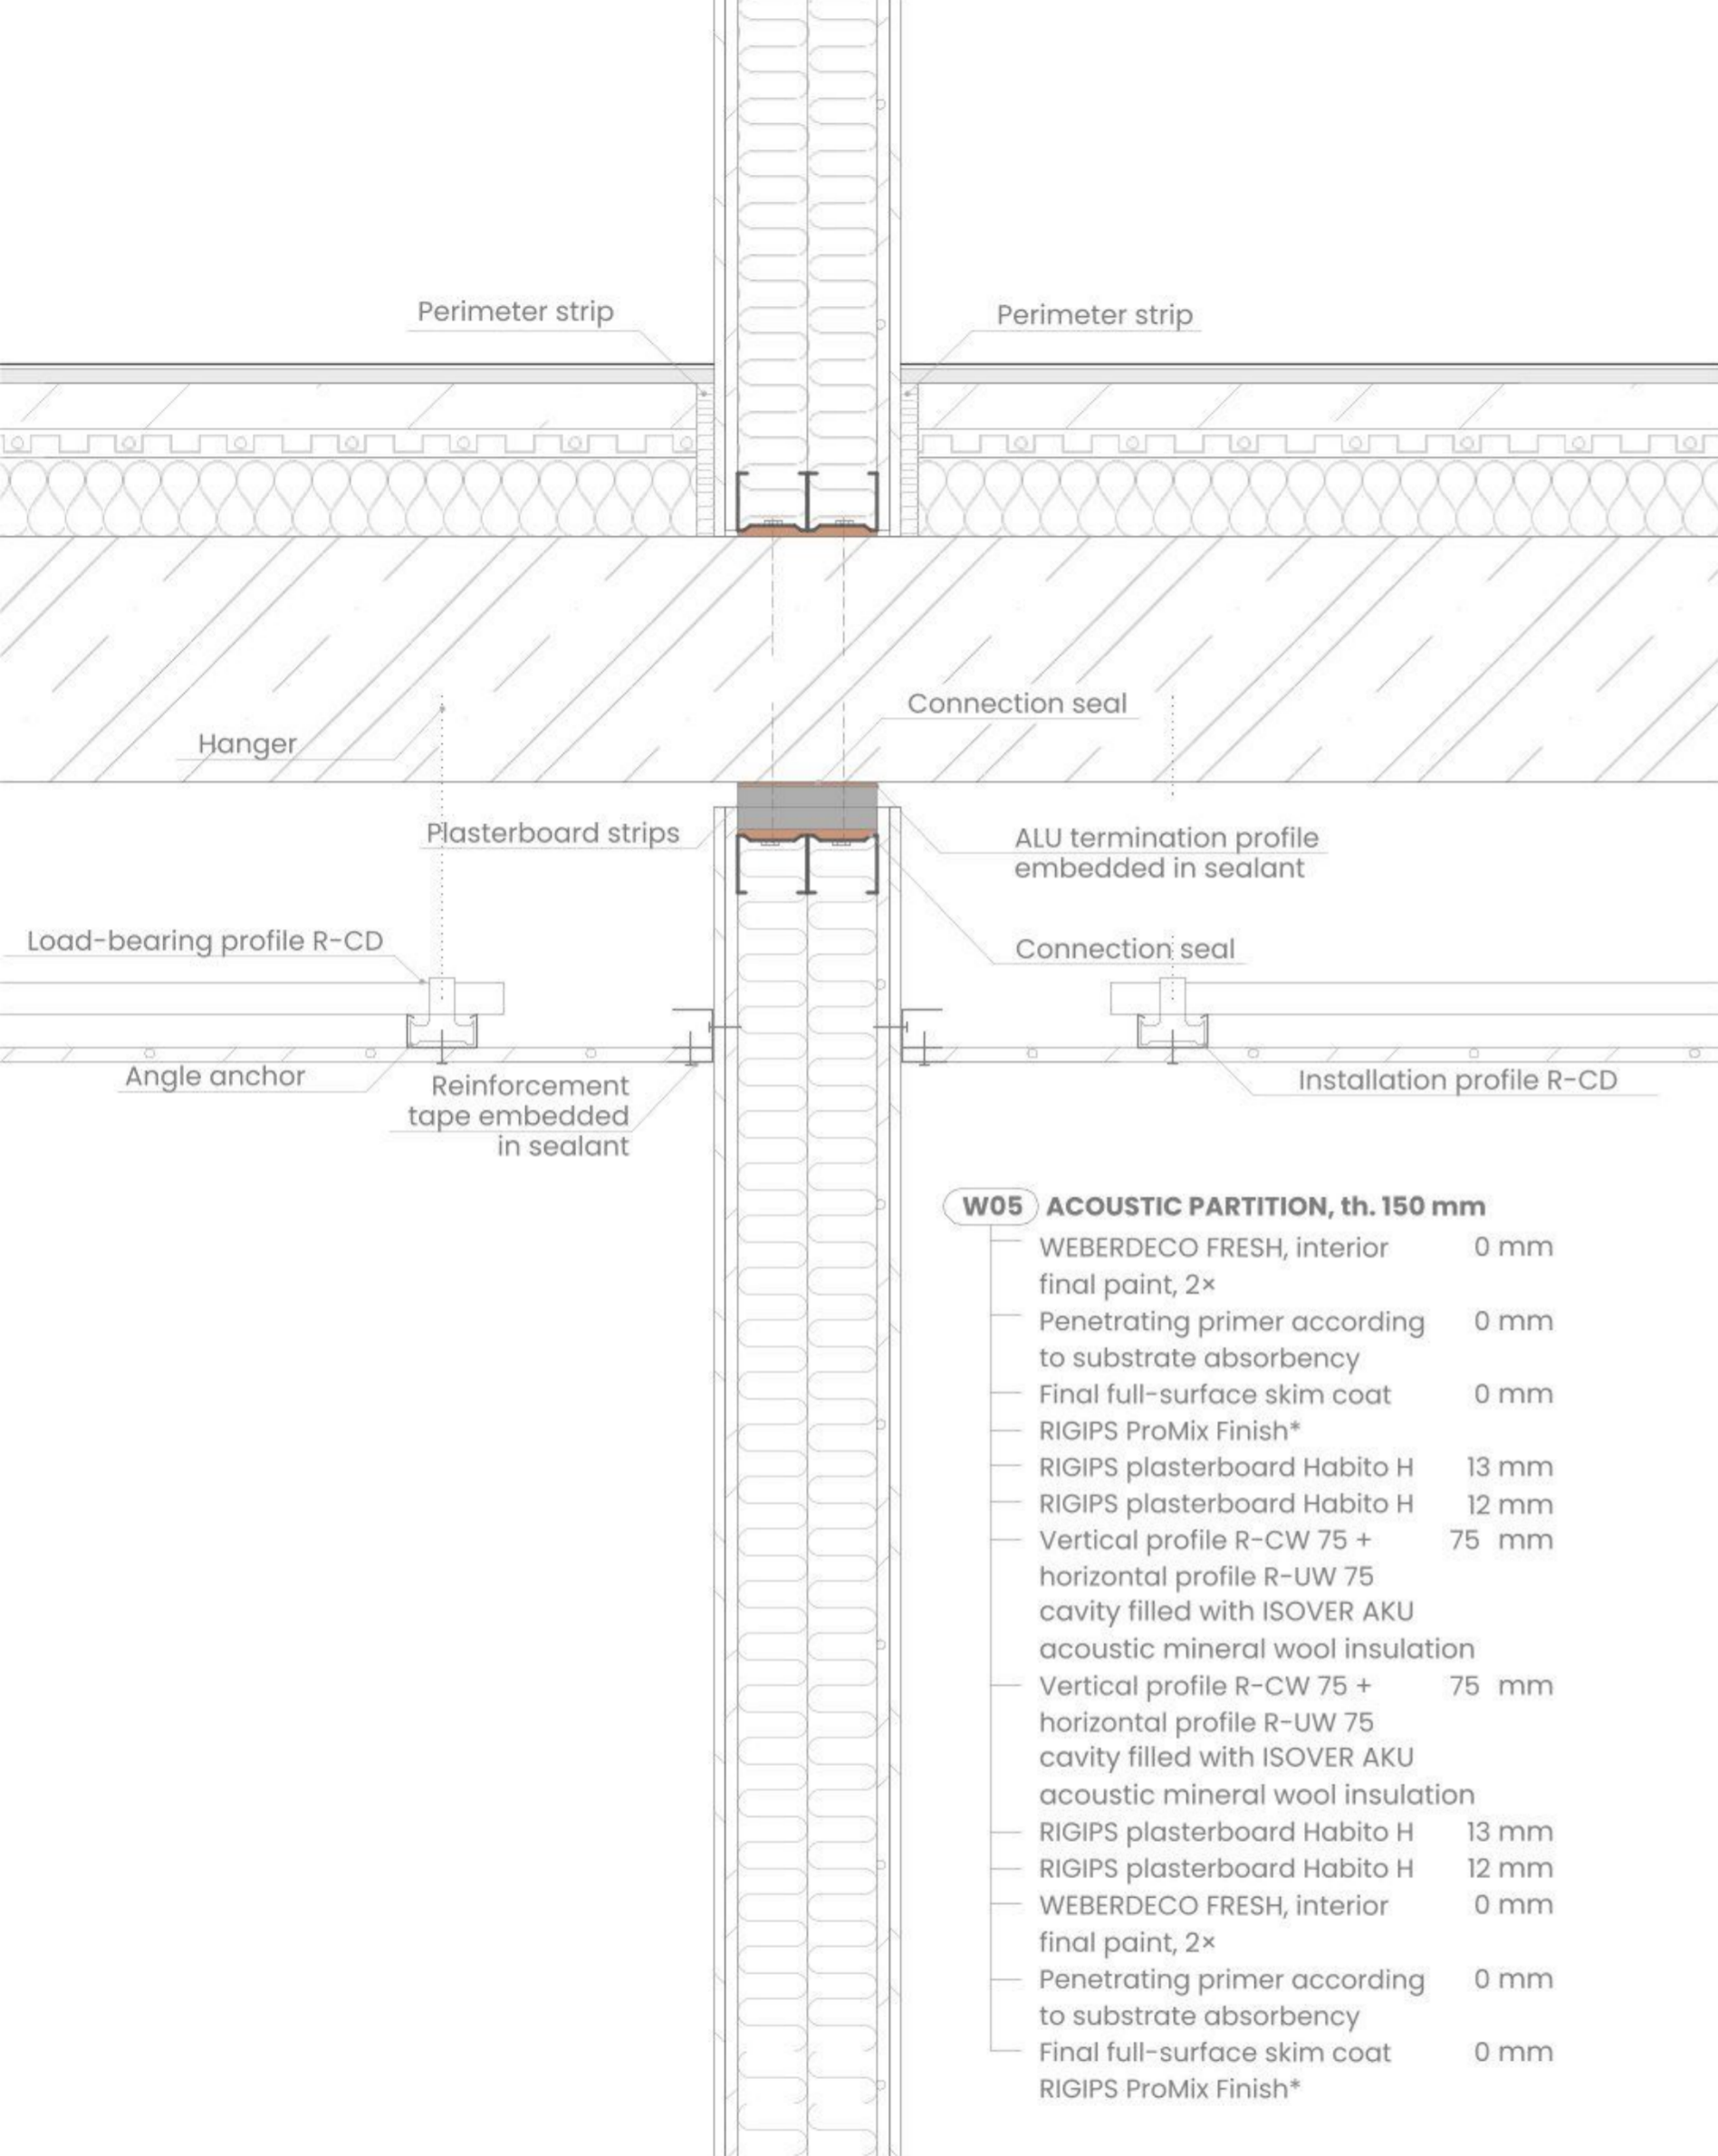 Perimeter strip
Perimeter strip
Connection seal
Hanger
Plasterboard strips
ALU termination profile
embedded in sealant
Load-bearing profile R-CD
Connection seal
Angle anchor
Reinforcement
tape embedded
in sealant
Installation profile R-CD
W05 ACOUSTIC PARTITION, th. 150 mm
WEBERDECO FRESH, interior 0 mm
final paint, 2×
Penetrating primer according 0 mm
to substrate absorbency
Final full-surface skim coat 0 mm
RIGIPS ProMix Finish*
RIGIPS plasterboard Habito H 13 mm
RIGIPS plasterboard Habito H 12 mm
Vertical profile R-CW 75 + 75 mm
horizontal profile R-UW 75
cavity filled with ISOVER AKU
acoustic mineral wool insulation
Vertical profile R-CW 75 + 75 mm
horizontal profile R-UW 75
cavity filled with ISOVER AKU
acoustic mineral wool insulation
RIGIPS plasterboard Habito H 13 mm
RIGIPS plasterboard Habito H 12 mm
WEBERDECO FRESH, interior 0 mm
final paint, 2×
Penetrating primer according 0 mm
to substrate absorbency
Final full-surface skim coat 0 mm
RIGIPS ProMix Finish*